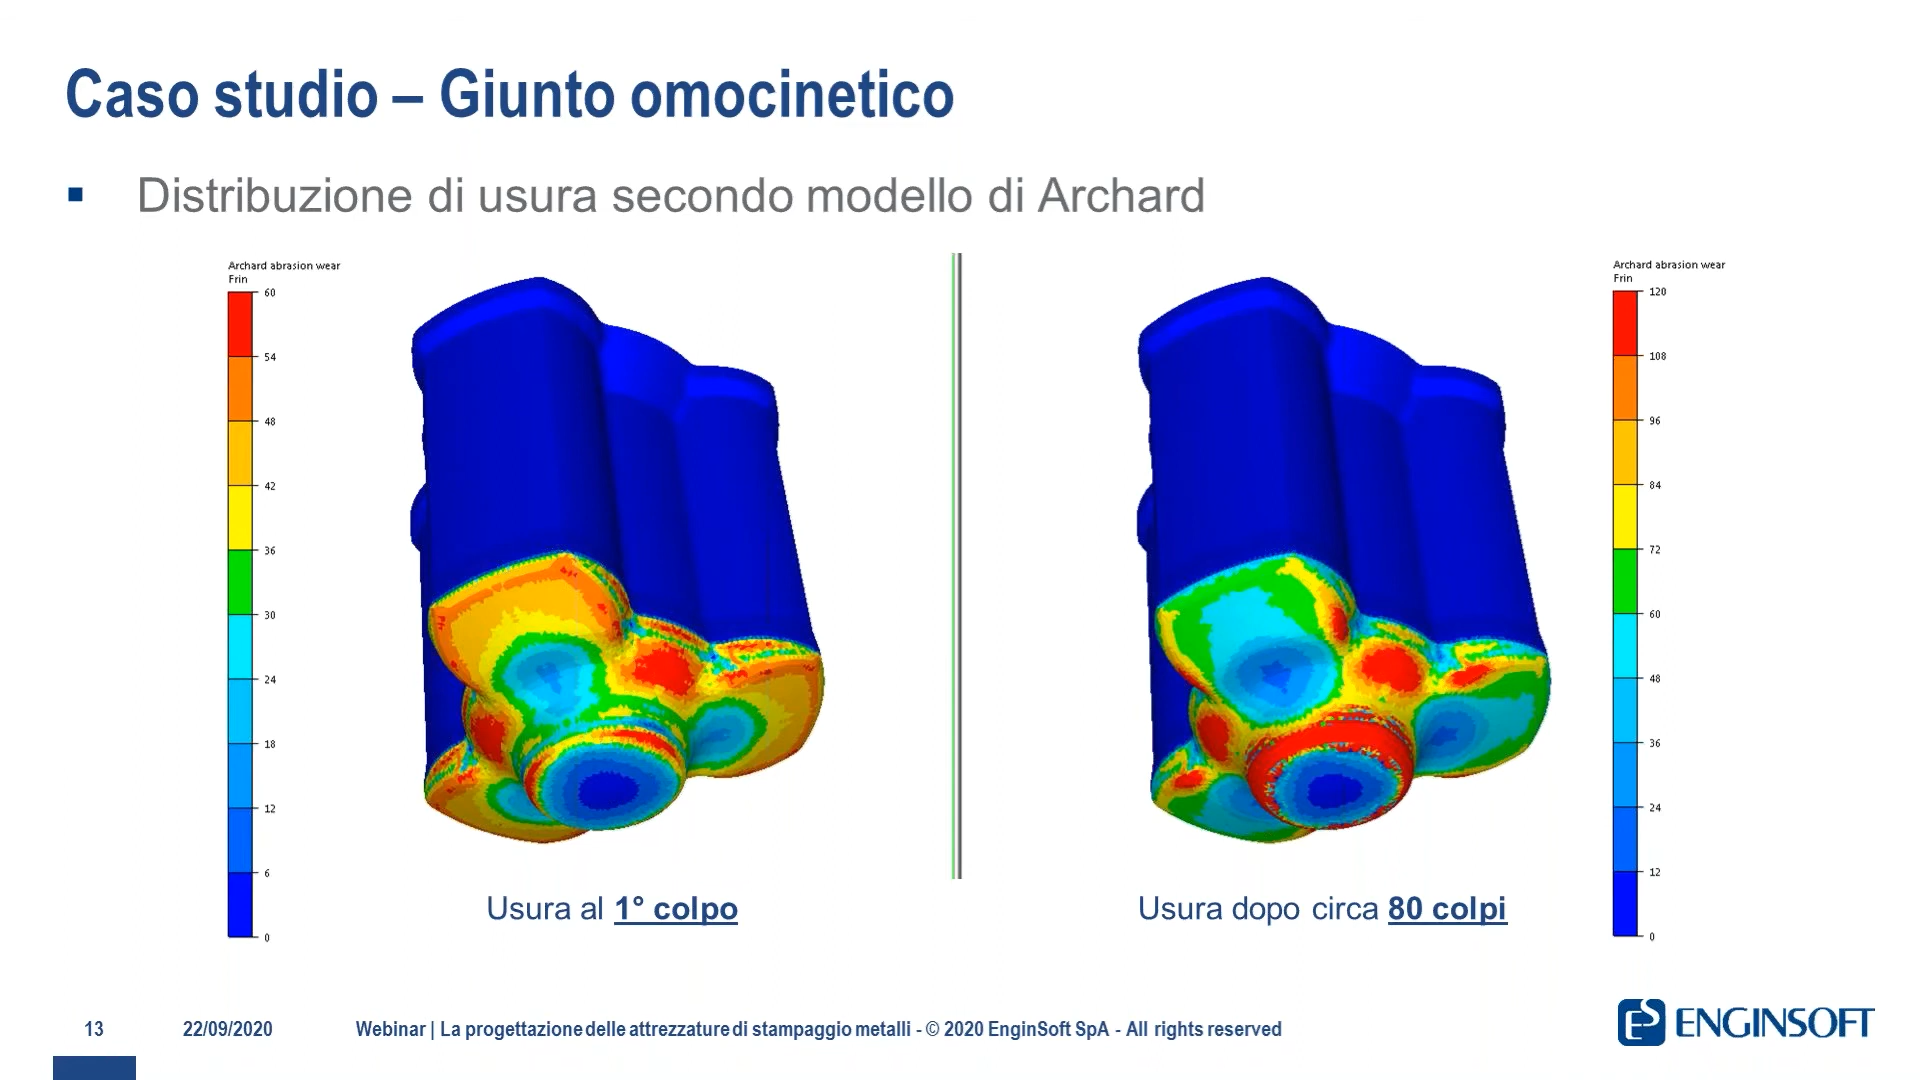 Caso studio – Giunto omocinetico
▪ Distribuzione di usura secondo modello di Archard
Archard abrasion wear
Frin
60
54
48
42
36
30
24
18
12
6
0
Archard abrasion wear
Frin
120
108
96
84
72
60
48
36
24
12
0
Usura al 1° colpo
Usura dopo circa 80 colpi
13 22/09/2020 Webinar | La progettazione delle attrezzature di stampaggio metalli - © 2020 EnginSoft SpA - All rights reserved
ENGINSOFT